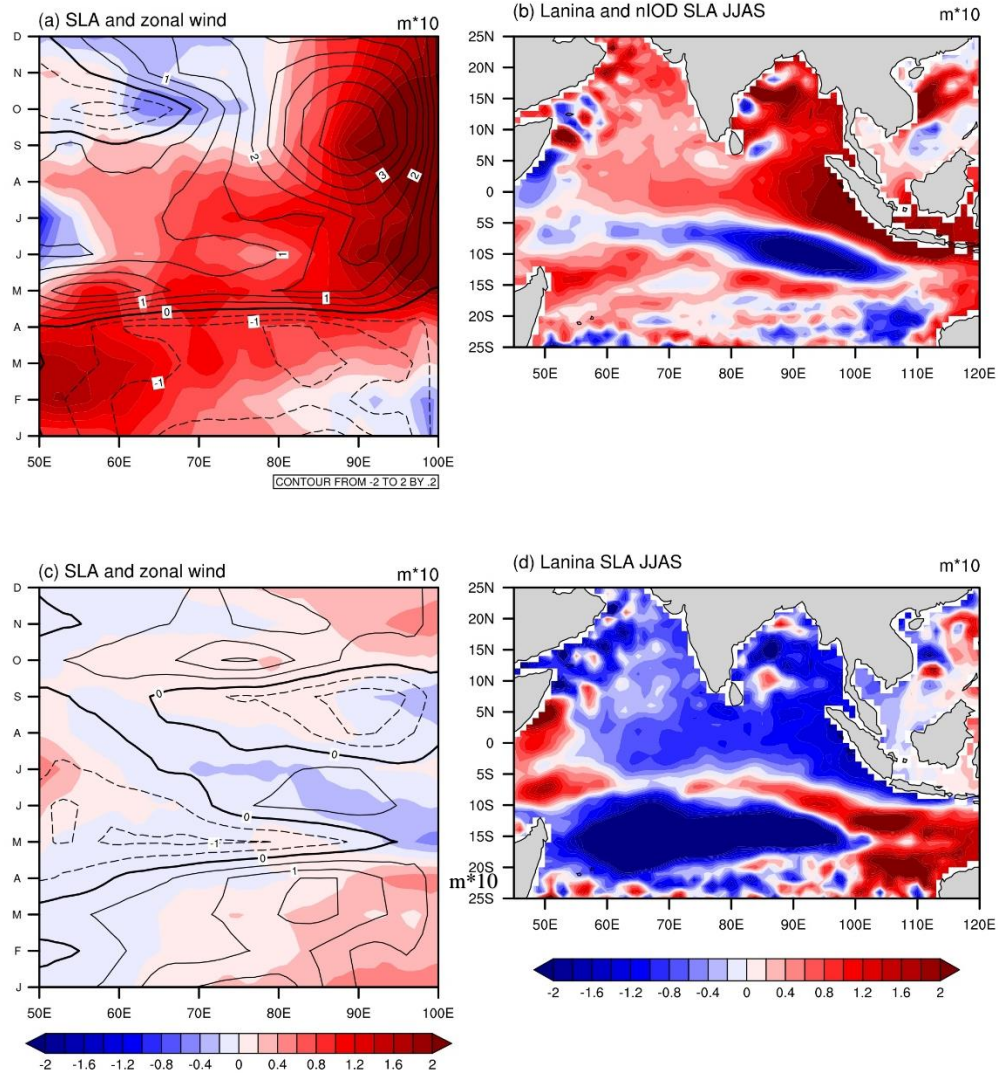 (a) SLA and zonal wind m*10
D
N
O
S
A
J
J
M
A
M
F
J
1
2
3
2
1
1
1
0
-1
-1
50E 60E 70E 80E 90E 100E
CONTOUR FROM -2 TO 2 BY .2
(b) Lanina and nIOD SLA JJAS m*10
25N
20N
15N
10N
5N
0
5S
10S
15S
20S
25S
50E 60E 70E 80E 90E 100E 110E 120E
(c) SLA and zonal wind m*10
D
N
O
S
A
J
J
M
A
M
F
J
0
0
0
-1
0
1
50E 60E 70E 80E 90E 100E
-2 -1.6 -1.2 -0.8 -0.4 0 0.4 0.8 1.2 1.6 2
(d) Lanina SLA JJAS m*10
25N
20N
15N
10N
5N
0
5S
10S
15S
20S
m*10
25S
50E 60E 70E 80E 90E 100E 110E 120E
-2 -1.6 -1.2 -0.8 -0.4 0 0.4 0.8 1.2 1.6 2